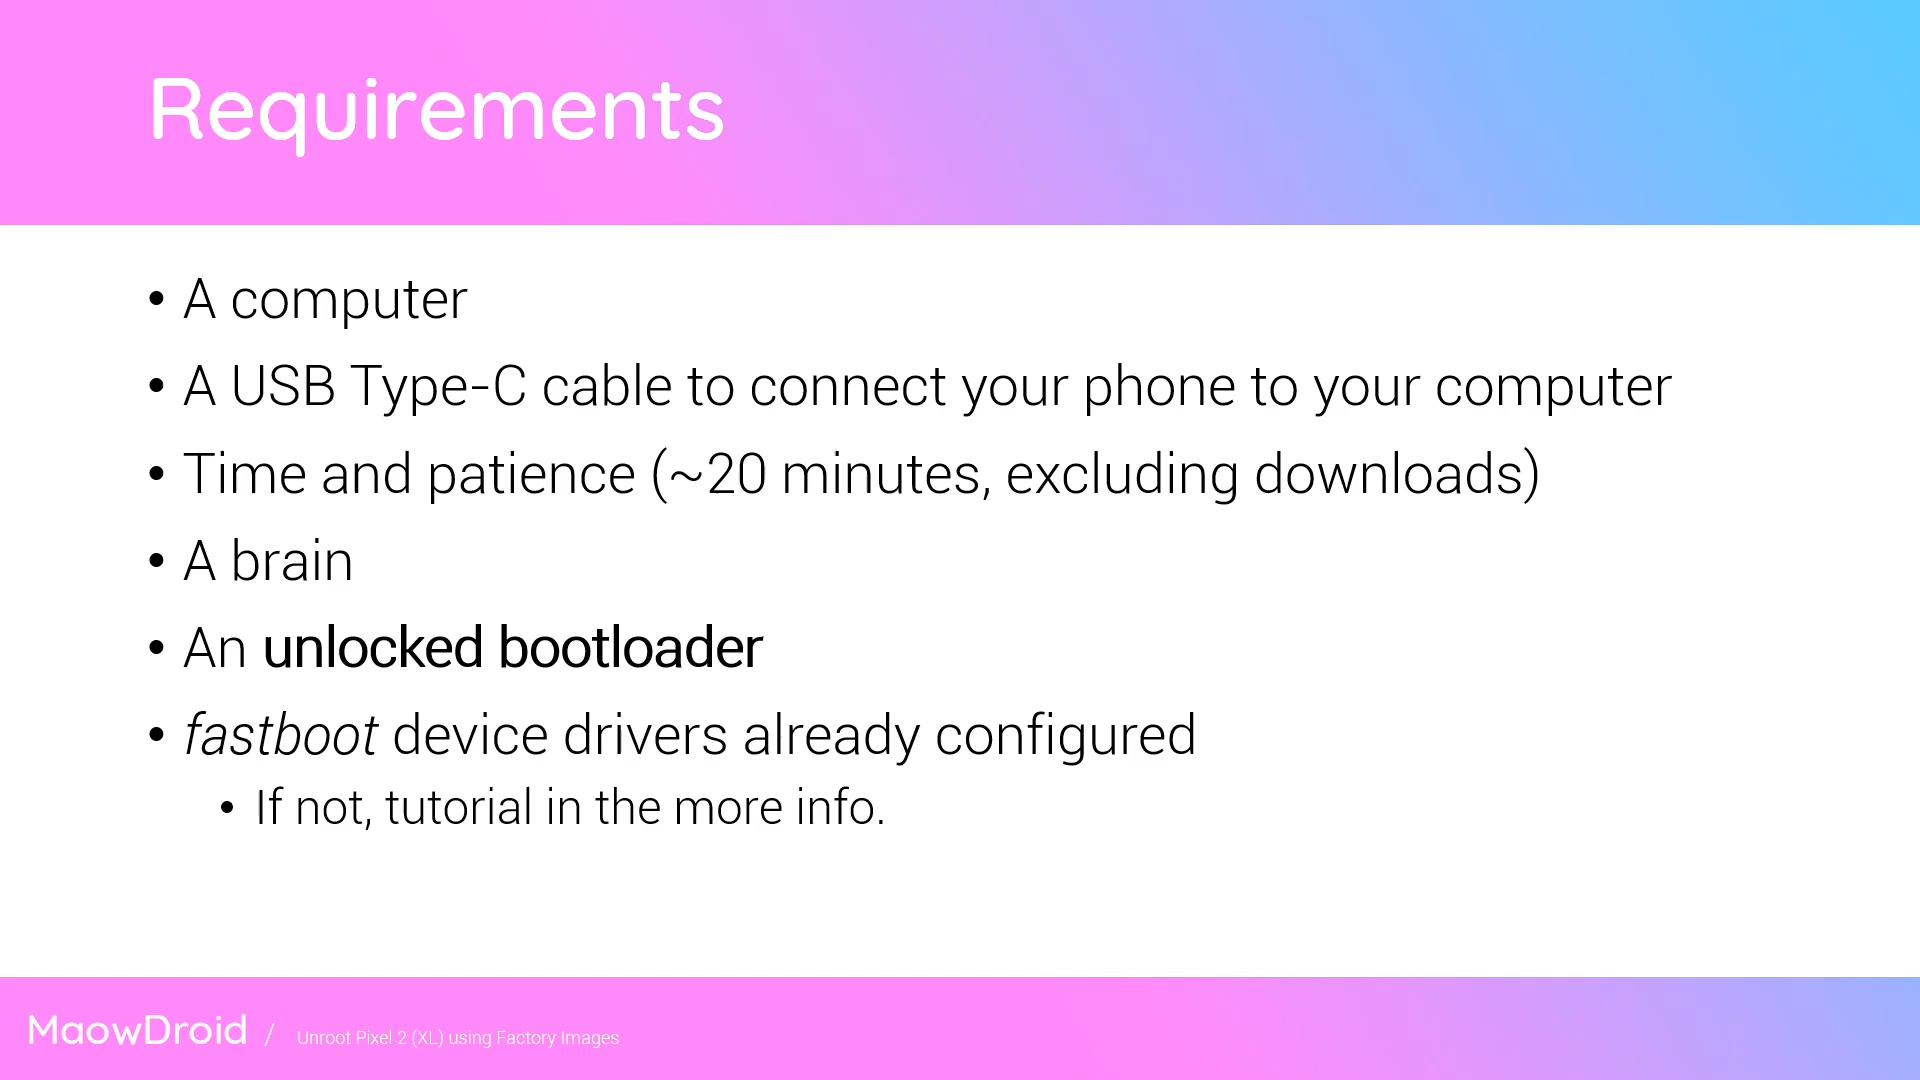 Requirements
• A computer
• A USB Type-C cable to connect your phone to your computer
• Time and patience (~20 minutes, excluding downloads)
• A brain
• An unlocked bootloader
• fastboot device drivers already configured
• If not, tutorial in the more info.
MaowDroid / Unroot Pixel 2 (XL) using Factory Images